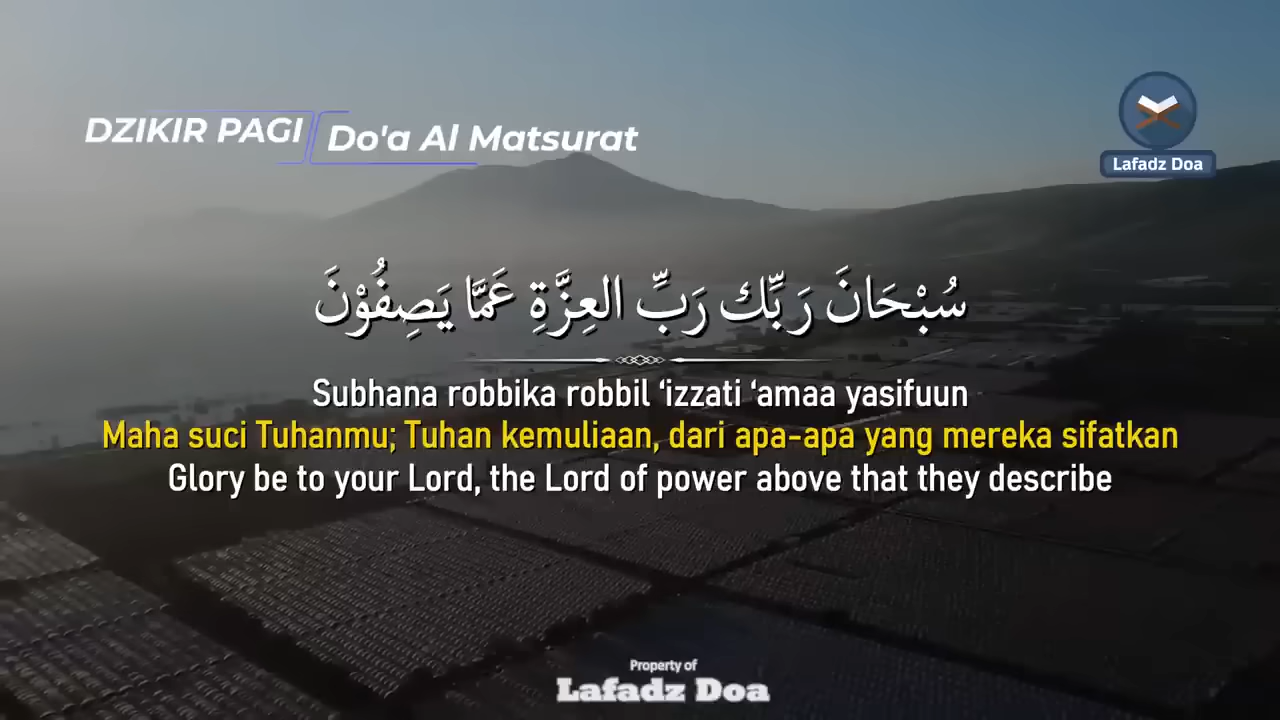 DZIKIR PAGI
Do'a Al Matsurat
Lafadz Doa
سُبْحَانَ رَبِّك رَبِّ العِزَّةِ عَمَّا يَصِفُوْنَ
Subhana robbika robbil ‘izzati ‘amaa yasifuun
Maha suci Tuhanmu; Tuhan kemuliaan, dari apa-apa yang mereka sifatkan
Glory be to your Lord, the Lord of power above that they describe
Property of
Lafadz Doa